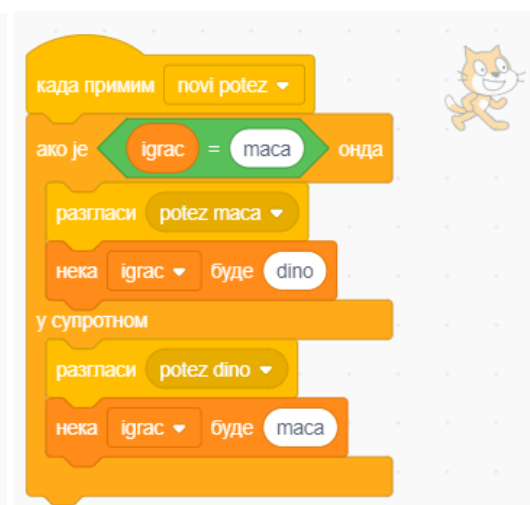 када примим novi potez
ако је igrac = maca онда
разгласи potez maca
нека igrac буде dino
у супротном
разгласи potez dino
нека igrac буде maca